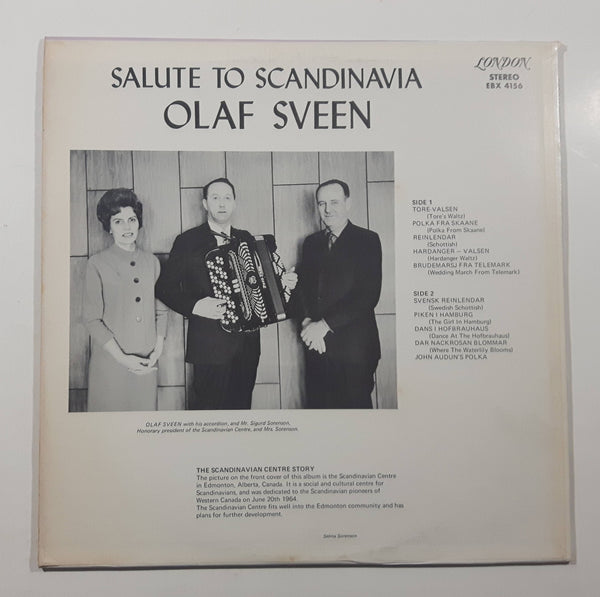 LONDON
STEREO
EBX 4156
SALUTE TO SCANDINAVIA
OLAF SVEEN
SIDE 1
TORE-VALSEN
(Tore's Waltz)
POLKA FRA SKAANE
(Polka From Skaane)
REINLENDAR
(Schottish)
HARDANGER – VALSEN
(Hardanger Waltz)
BRUDEMARSJ FRA TELEMARK
(Wedding March From Telemark)
SIDE 2
SVENSK REINLENDAR
(Swedish Schottish)
PIKEN I HAMBURG
(The Girl In Hamburg)
DANS I HOFBRAUHAUS
(Dance At The Hofbrauhaus)
DAR NACKROSAN BLOMMAR
(Where The Waterlily Blooms)
JOHN AUDUN'S POLKA
OLAF SVEEN with his accordion, and Mr. Sigurd Sorenson,
Honorary president of the Scandinavian Centre, and Mrs. Sorenson.
THE SCANDINAVIAN CENTRE STORY
The picture on the front cover of this album is the Scandinavian Centre
in Edmonton, Alberta, Canada. It is a social and cultural centre for
Scandinavians, and was dedicated to the Scandinavian pioneers of
Western Canada on June 20th 1964.
The Scandinavian Centre fits well into the Edmonton community and has
plans for further development.
Selma Sorenson